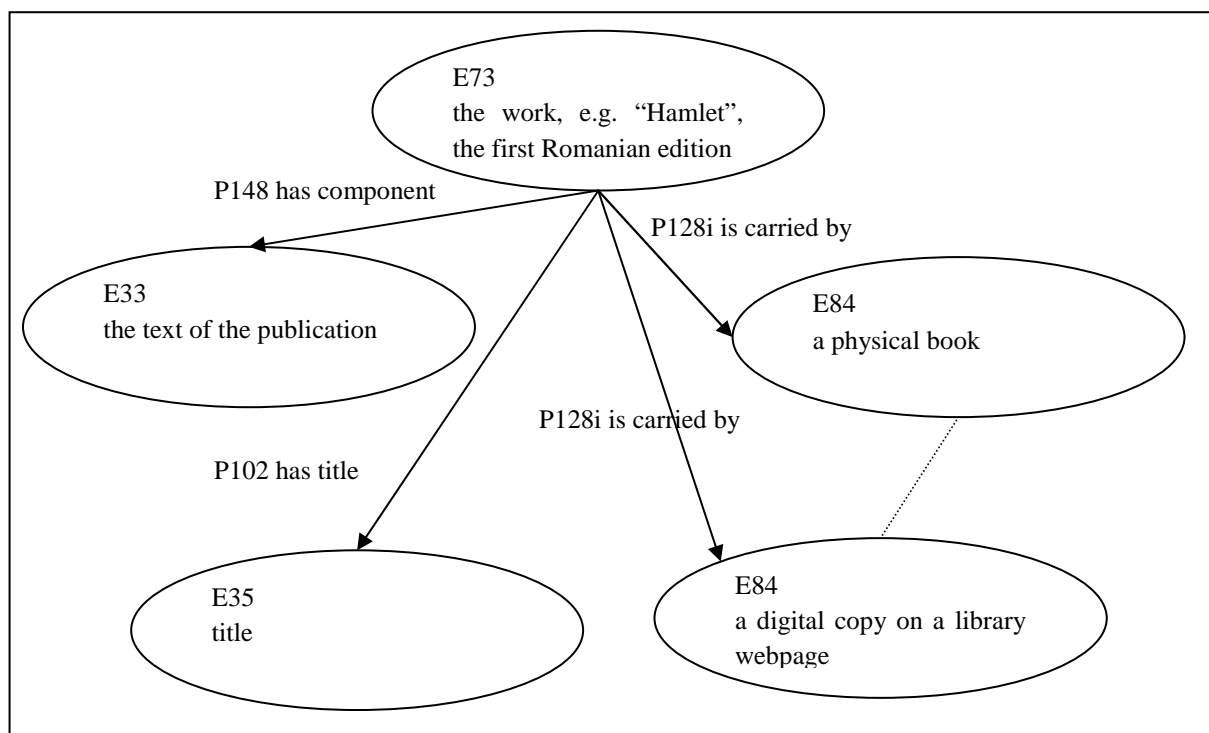 E73
the work, e.g. “Hamlet”,
the first Romanian edition
P148 has component
P128i is carried by
E33
the text of the publication
E84
a physical book
P128i is carried by
P102 has title
E35
title
E84
a digital copy on a library
webpage